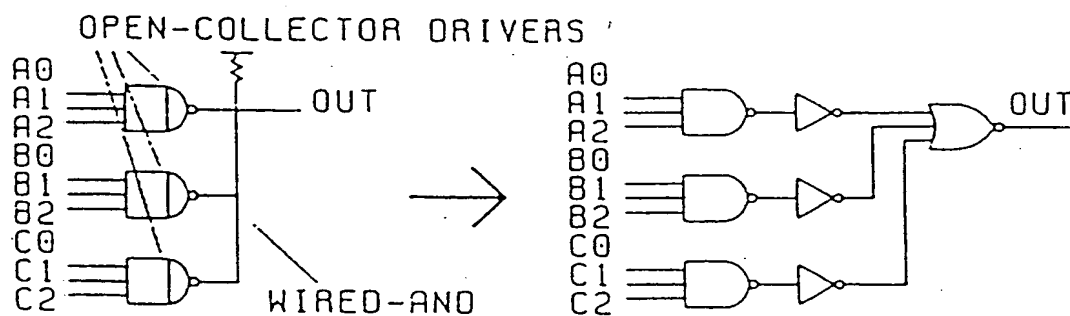 OPEN-COLLECTOR DRIVERS
A0
A1
A2
B0
B1
B2
C0
C1
C2
OUT
WIRED-AND
A0
A1
A2
B0
B1
B2
C0
C1
C2
OUT